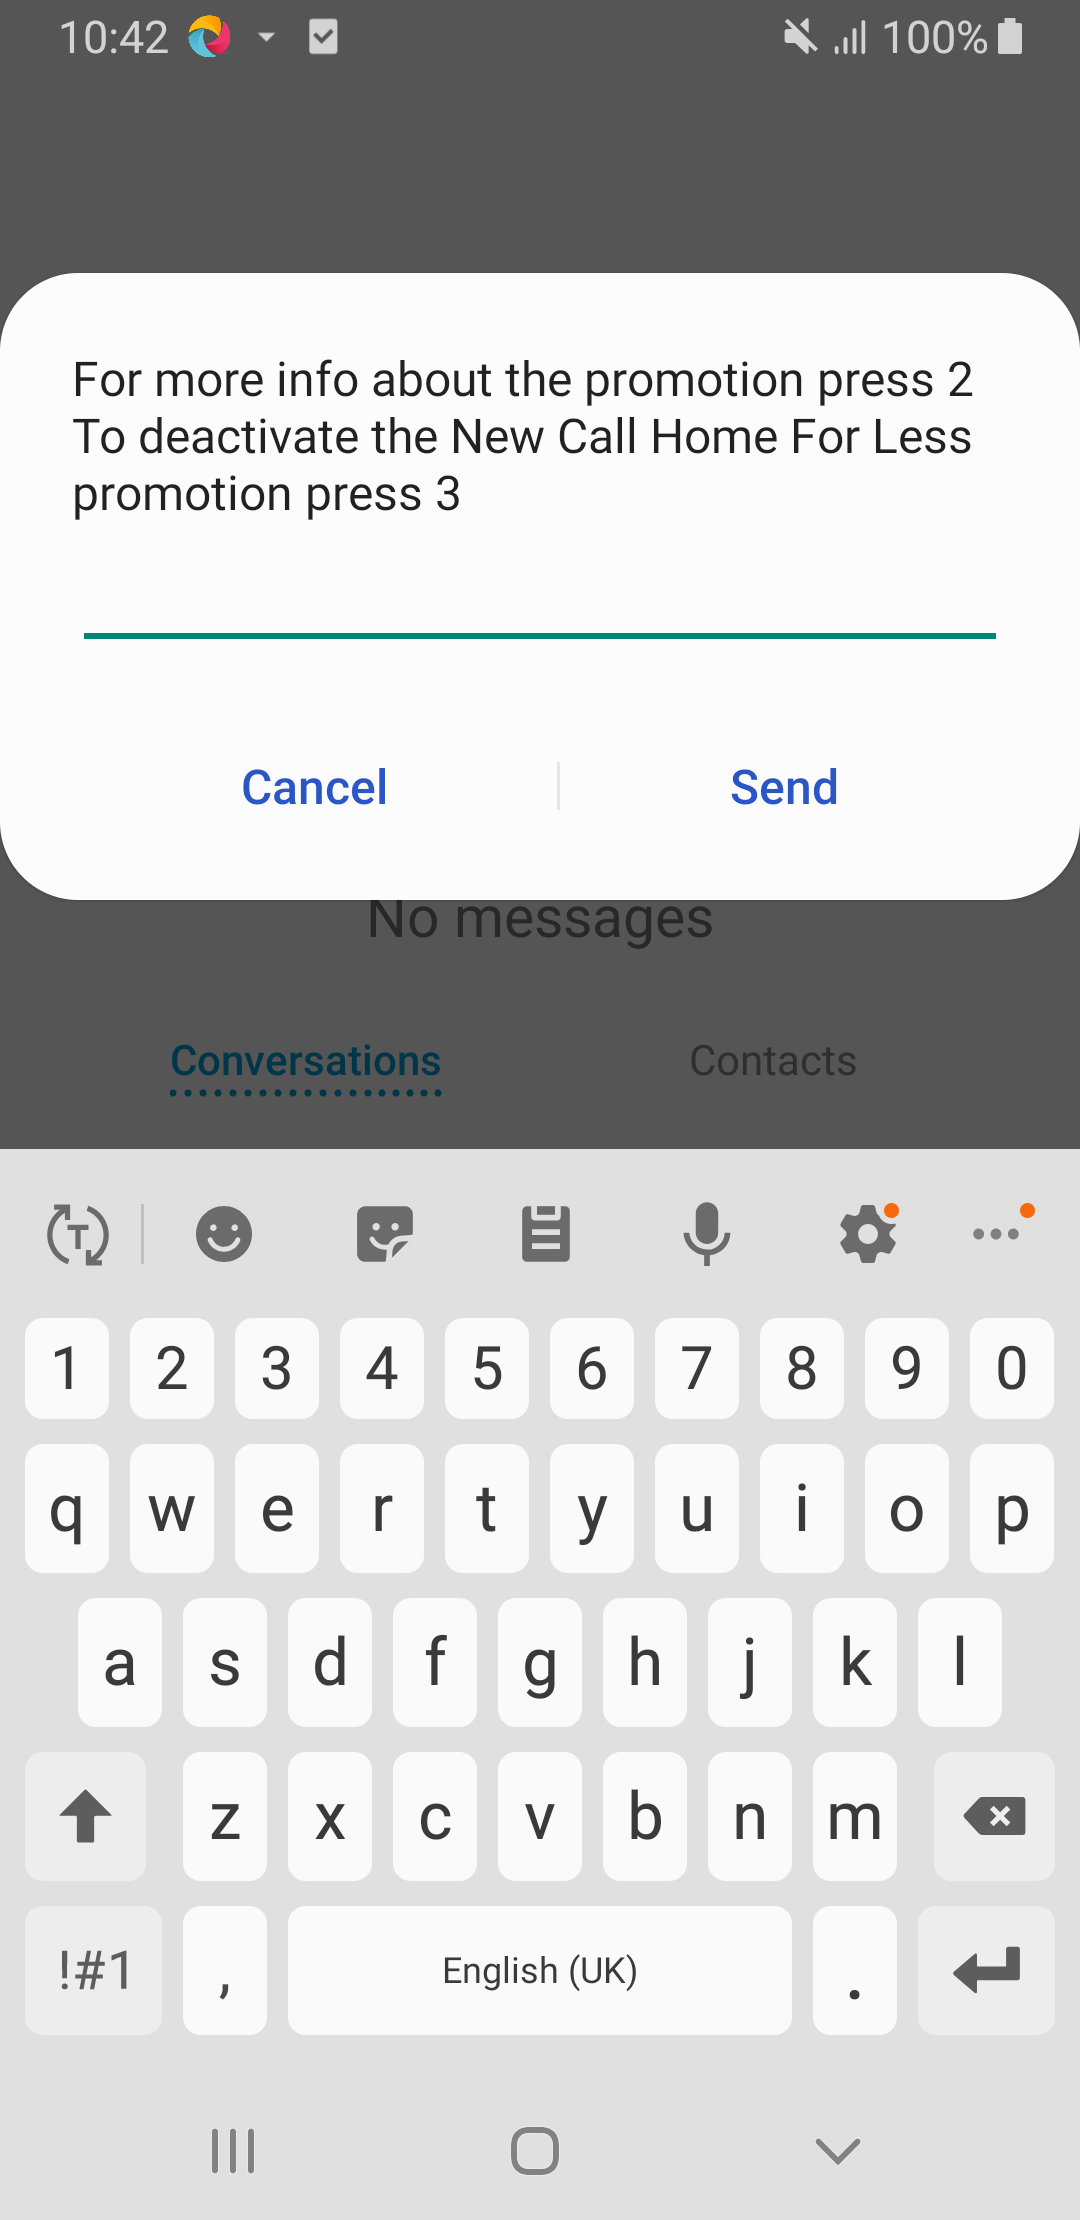 10:42 100%
For more info about the promotion press 2
To deactivate the New Call Home For Less
promotion press 3
Cancel Send
No messages
Conversations Contacts
T
1 2 3 4 5 6 7 8 9 0
q w e r t y u i o p
a s d f g h j k l
z x c v b n m
!#1 , English (UK) .